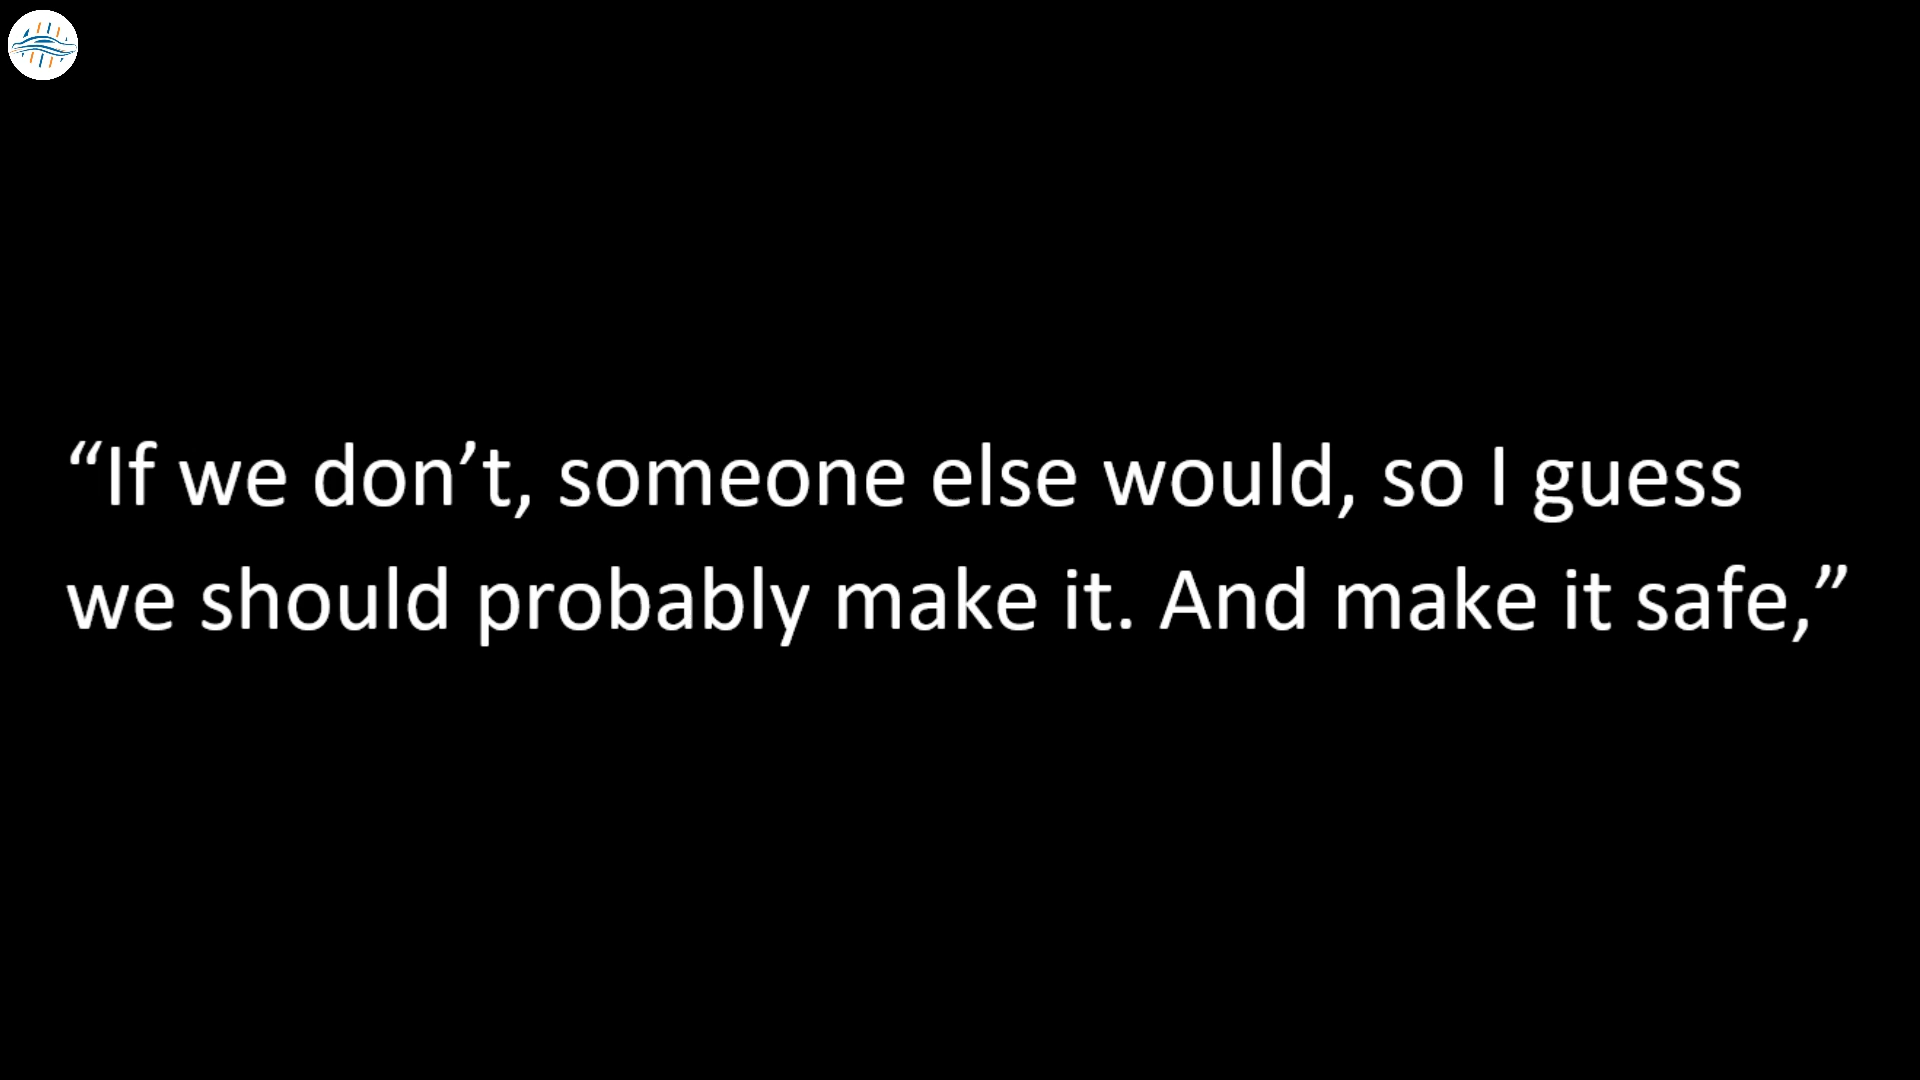 “If we don’t, someone else would, so I guess
we should probably make it. And make it safe,”